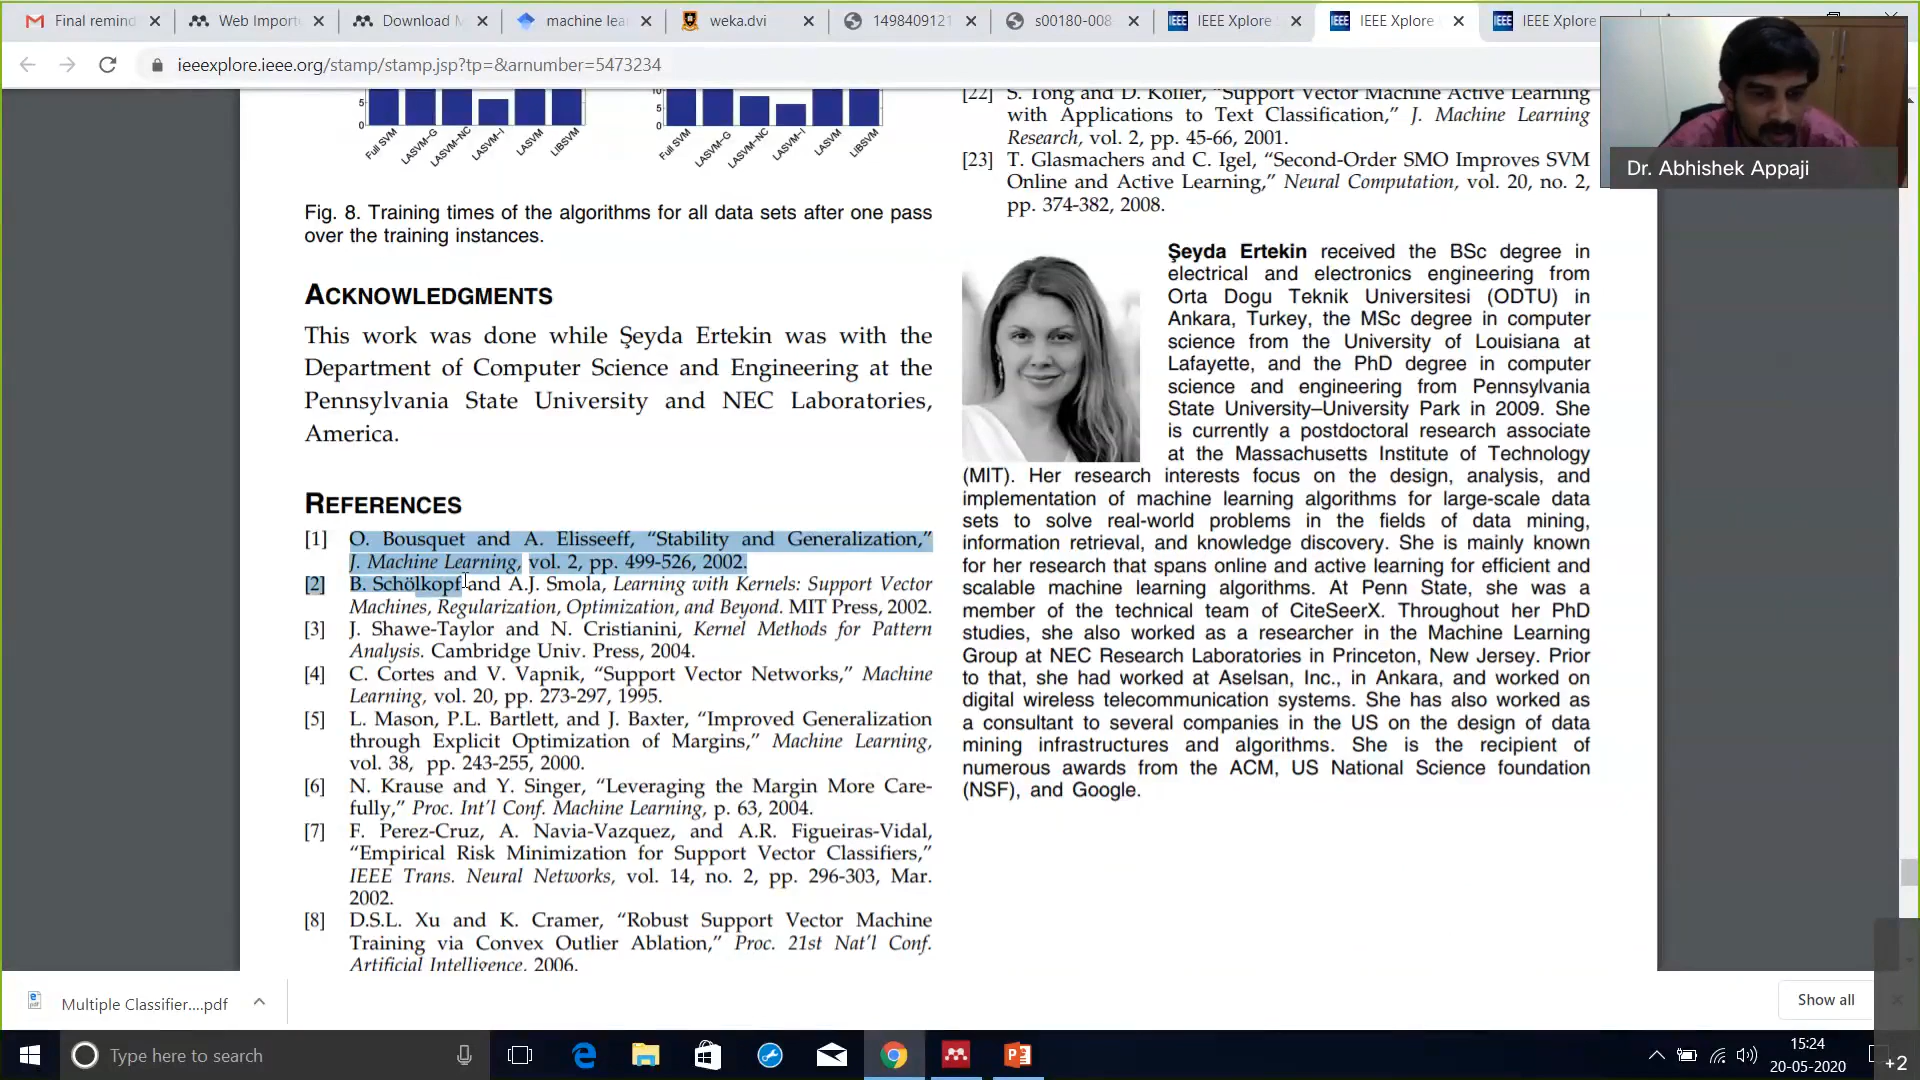 Final remind
Web Importe
Download M
machine lea
weka.dvi
1498409121
s00180-008
IEEE Xplore
IEEE Xplore
IEEE Xplore
ieeexplore.ieee.org/stamp/stamp.jsp?tp=&arnumber=5473234
Dr. Abhishek Appaji
5
0
Full SVM
LASVM-G
LASVM-NC
LASVM-I
LASVM
LIBSVM
10
5
0
Full SVM
LASVM-G
LASVM-NC
LASVM-I
LASVM
LIBSVM
Fig. 8. Training times of the algorithms for all data sets after one pass
over the training instances.
ACKNOWLEDGMENTS
This work was done while Şeyda Ertekin was with the
Department of Computer Science and Engineering at the
Pennsylvania State University and NEC Laboratories,
America.
REFERENCES
[1] O. Bousquet and A. Elisseeff, “Stability and Generalization,”
J. Machine Learning, vol. 2, pp. 499-526, 2002.
[2] B. Schölkopf and A.J. Smola, Learning with Kernels: Support Vector
Machines, Regularization, Optimization, and Beyond. MIT Press, 2002.
[3] J. Shawe-Taylor and N. Cristianini, Kernel Methods for Pattern
Analysis. Cambridge Univ. Press, 2004.
[4] C. Cortes and V. Vapnik, “Support Vector Networks,” Machine
Learning, vol. 20, pp. 273-297, 1995.
[5] L. Mason, P.L. Bartlett, and J. Baxter, “Improved Generalization
through Explicit Optimization of Margins,” Machine Learning,
vol. 38, pp. 243-255, 2000.
[6] N. Krause and Y. Singer, “Leveraging the Margin More Care-
fully,” Proc. Int’l Conf. Machine Learning, p. 63, 2004.
[7] F. Perez-Cruz, A. Navia-Vazquez, and A.R. Figueiras-Vidal,
“Empirical Risk Minimization for Support Vector Classifiers,”
IEEE Trans. Neural Networks, vol. 14, no. 2, pp. 296-303, Mar.
2002.
[8] D.S.L. Xu and K. Cramer, “Robust Support Vector Machine
Training via Convex Outlier Ablation,” Proc. 21st Nat’l Conf.
Artificial Intelligence, 2006.
[22] S. Tong and D. Koller, “Support Vector Machine Active Learning
with Applications to Text Classification,” J. Machine Learning
Research, vol. 2, pp. 45-66, 2001.
[23] T. Glasmachers and C. Igel, “Second-Order SMO Improves SVM
Online and Active Learning,” Neural Computation, vol. 20, no. 2,
pp. 374-382, 2008.
Şeyda Ertekin received the BSc degree in
electrical and electronics engineering from
Orta Dogu Teknik Universitesi (ODTU) in
Ankara, Turkey, the MSc degree in computer
science from the University of Louisiana at
Lafayette, and the PhD degree in computer
science and engineering from Pennsylvania
State University–University Park in 2009. She
is currently a postdoctoral research associate
at the Massachusetts Institute of Technology
(MIT). Her research interests focus on the design, analysis, and
implementation of machine learning algorithms for large-scale data
sets to solve real-world problems in the fields of data mining,
information retrieval, and knowledge discovery. She is mainly known
for her research that spans online and active learning for efficient and
scalable machine learning algorithms. At Penn State, she was a
member of the technical team of CiteSeerX. Throughout her PhD
studies, she also worked as a researcher in the Machine Learning
Group at NEC Research Laboratories in Princeton, New Jersey. Prior
to that, she had worked at Aselsan, Inc., in Ankara, and worked on
digital wireless telecommunication systems. She has also worked as
a consultant to several companies in the US on the design of data
mining infrastructures and algorithms. She is the recipient of
numerous awards from the ACM, US National Science foundation
(NSF), and Google.
Multiple Classifier....pdf
Show all
Type here to search
15:24
20-05-2020
+2